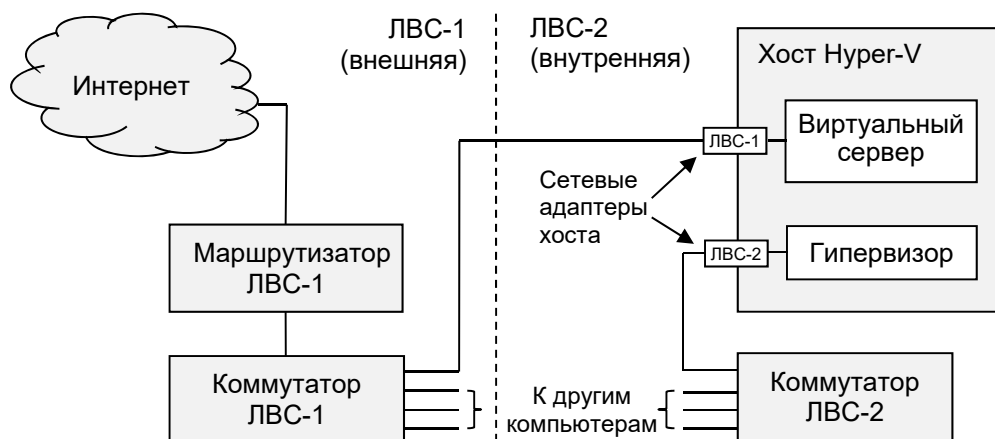 ЛВС-1
(внешняя)
ЛВС-2
(внутренняя)
Интернет
Хост Hyper-V
ЛВС-1
Виртуальный
сервер
Сетевые
адаптеры
хоста
ЛВС-2
Гипервизор
Маршрутизатор
ЛВС-1
Коммутатор
ЛВС-1
К другим
компьютерам
Коммутатор
ЛВС-2